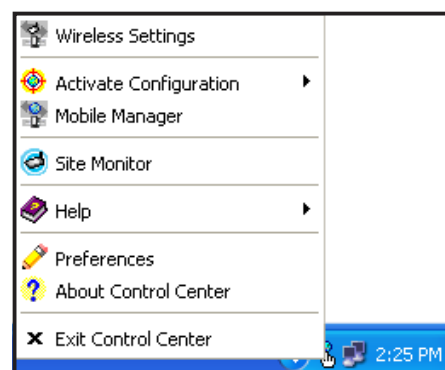 Wireless Settings
Activate Configuration
Mobile Manager
Site Monitor
Help
Preferences
About Control Center
Exit Control Center
2:25 PM